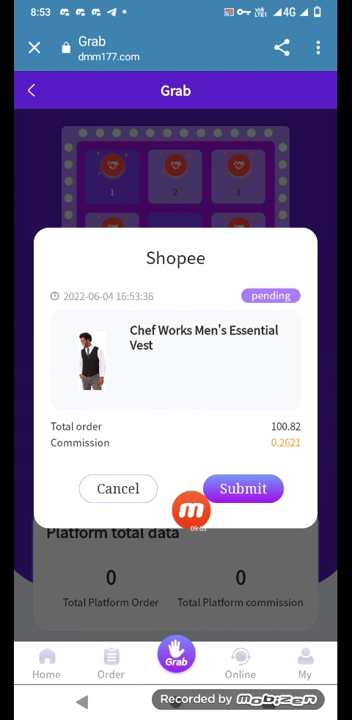 8:53
4G
Grab
dmm177.com
Grab
1
2
3
Shopee
2022-06-04 16:53:36
pending
Chef Works Men's Essential
Vest
Total order
100.82
Commission
0.2621
Cancel
Submit
m
Platform total data
0
0
Total Platform Order
Total Platform commission
Home
Order
Grab
Online
My
Recorded by MOBIZEN